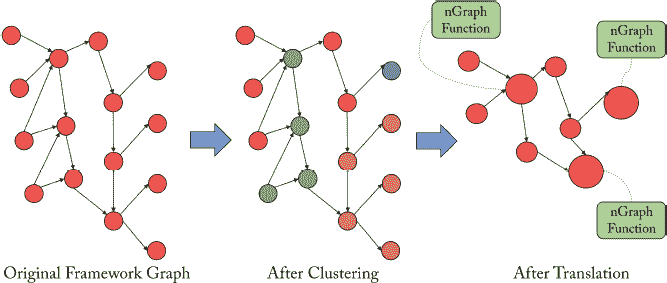 nGraph
Function
nGraph
Function
nGraph
Function
Original Framework Graph
After Clustering
After Translation